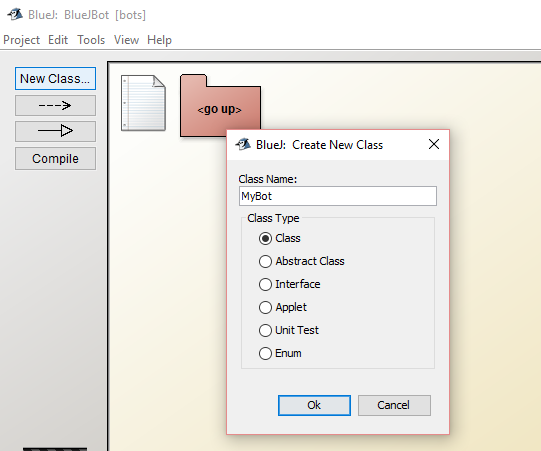 BlueJ: BlueJBot [bots]
Project Edit Tools View Help
New Class...
Compile
<go up>
BlueJ: Create New Class
Class Name:
MyBot
Class Type
Class
Abstract Class
Interface
Applet
Unit Test
Enum
Ok Cancel